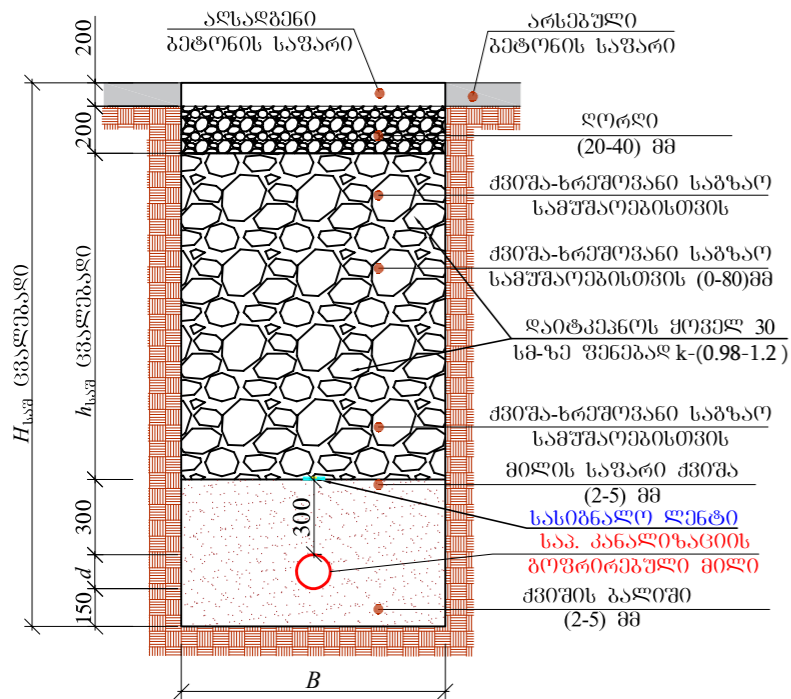 აღსადგენი
ბეტონის საფარი
არსებული
ბეტონის საფარი
200
200
ღორღი
(20-40) მმ
ქვიშა-ხრეშოვანი საგზაო
სამუშაოებისთვის
ქვიშა-ხრეშოვანი საგზაო
სამუშაოებისთვის (0-80)მმ
დაიტკეპნოს ყოველ 30
სმ-ზე ფენებად k-(0.98-1.2)
Hსაშ ცვალებადი
hსაშ ცვალებადი
ქვიშა-ხრეშოვანი საგზაო
სამუშაოებისთვის
მილის საფარი ქვიშა
(2-5) მმ
სასიგნალო ლენტი
საპ. კანალიზაციის
გოფრირებული მილი
ქვიშის ბალიში
(2-5) მმ
300
300
d
150
B